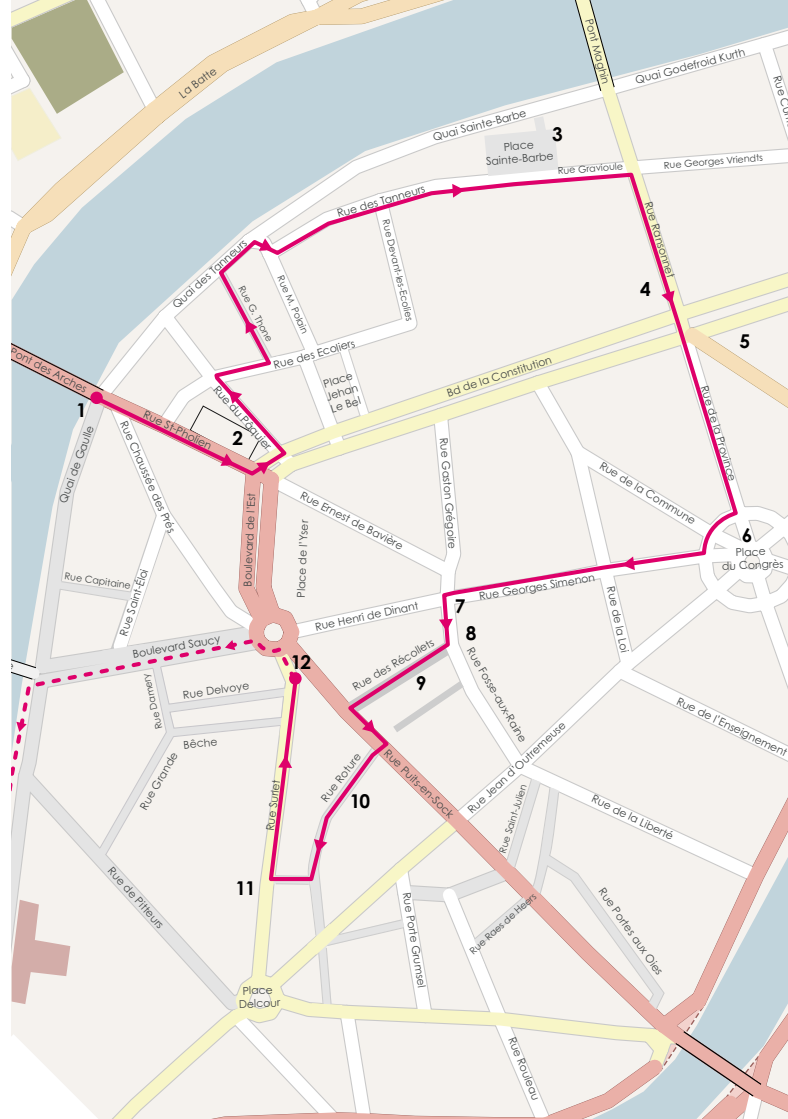 Pont Maghin
La Batte
Quai Godefroid Kurth
Quai Sainte-Barbe
3
Place
Sainte-Barbe
Rue Gravioule
Rue Georges Vriendts
Rue des Tanneurs
Rue Ransonnet
Rue Devant-les-Ecolies
Quai des Tanneurs
Rue M. Polain
Rue G. Thone
4
5
Rue des Ecoliers
Place
Jehan
Le Bel
Bd de la Constitution
Pont des Arches
1
Rue St-Pholien
Rue du Pâquier
2
Quai de Gaulle
Rue Chaussée des Prés
Rue de la Province
Rue Gaston Grégoire
Rue de la Commune
Rue Ernest de Bavière
Boulevard de l'Est
Place de l'Yser
6
Place
du Congrès
Rue Capitaine
Rue Saint-Éloi
Rue Georges Simenon
7
Rue Henri de Dinant
Rue de la Loi
8
Boulevard Saucy
12
Rue des Récollets
9
Rue Fosse-aux-Raine
Rue Damery
Rue Delvoye
Rue de l'Enseignement
Bêche
Rue Grande
Rue Surlet
Rue Roture
10
Rue Puits-en-Sock
Rue Jean d'Outremeuse
Rue Saint-Julien
Rue de la Liberté
11
Rue de Pitteurs
Rue Porte Grumsel
Rue Raes de Heers
Rue Portes aux Oies
Place
Delcour
Rue Rouleau